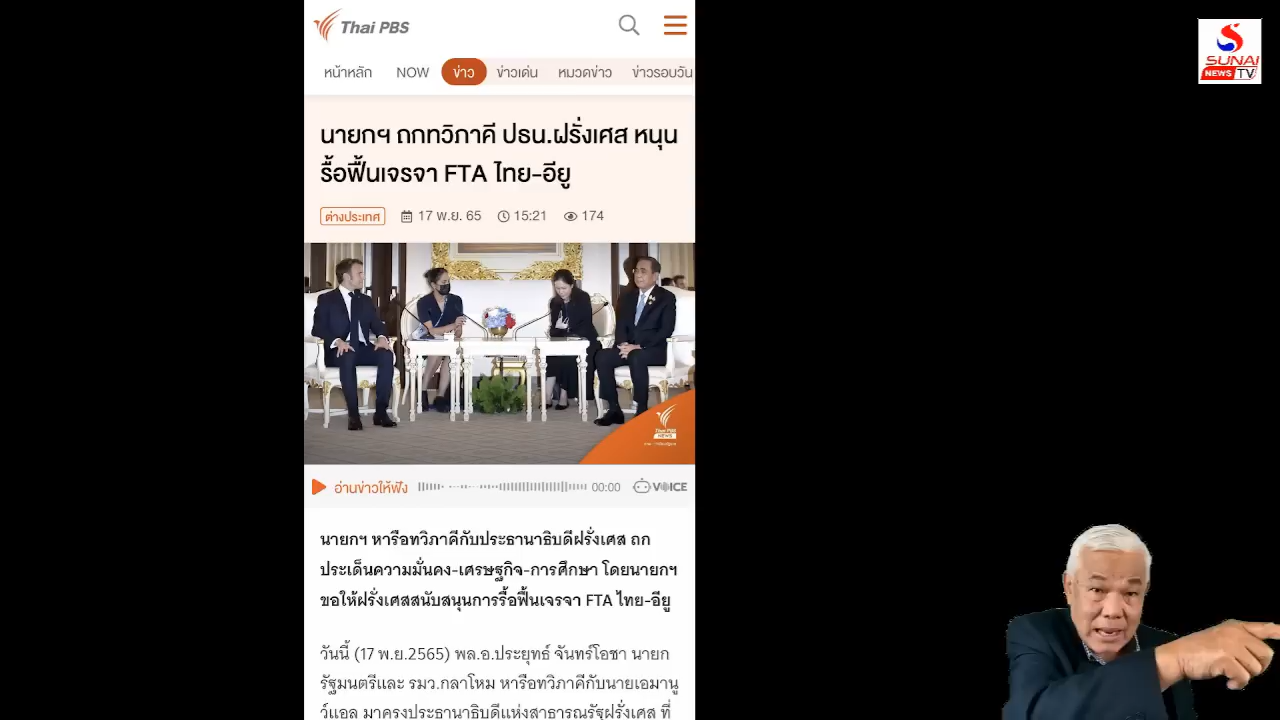 Thai PBS
หน้าหลัก NOW ข่าว ข่าวเด่น หมวดข่าว ข่าวรอบวัน
นายกฯ ถกทวิภาคี ปธน.ฝรั่งเศส หนุน
รื้อฟื้นเจรจา FTA ไทย-อียู
ต่างประเทศ 17 พ.ย. 65 15:21 174
Thai PBS
NEWS
อ่านข่าวให้ฟัง 00:00 VOICE
นายกฯ หารือทวิภาคีกับประธานาธิบดีฝรั่งเศส ถก
ประเด็นความมั่นคง-เศรษฐกิจ-การศึกษา โดยนายกฯ
ขอให้ฝรั่งเศสสนับสนุนการรื้อฟื้นเจรจา FTA ไทย-อียู
วันนี้ (17 พ.ย.2565) พล.อ.ประยุทธ์ จันทร์โอชา นายก
รัฐมนตรีและ รมว.กลาโหม หารือทวิภาคีกับนายเอมานู
ว์แอล มาครงประธานาธิบดีแห่งสาธารณรัฐฝรั่งเศส ที่
SUNAI
NEWS TV